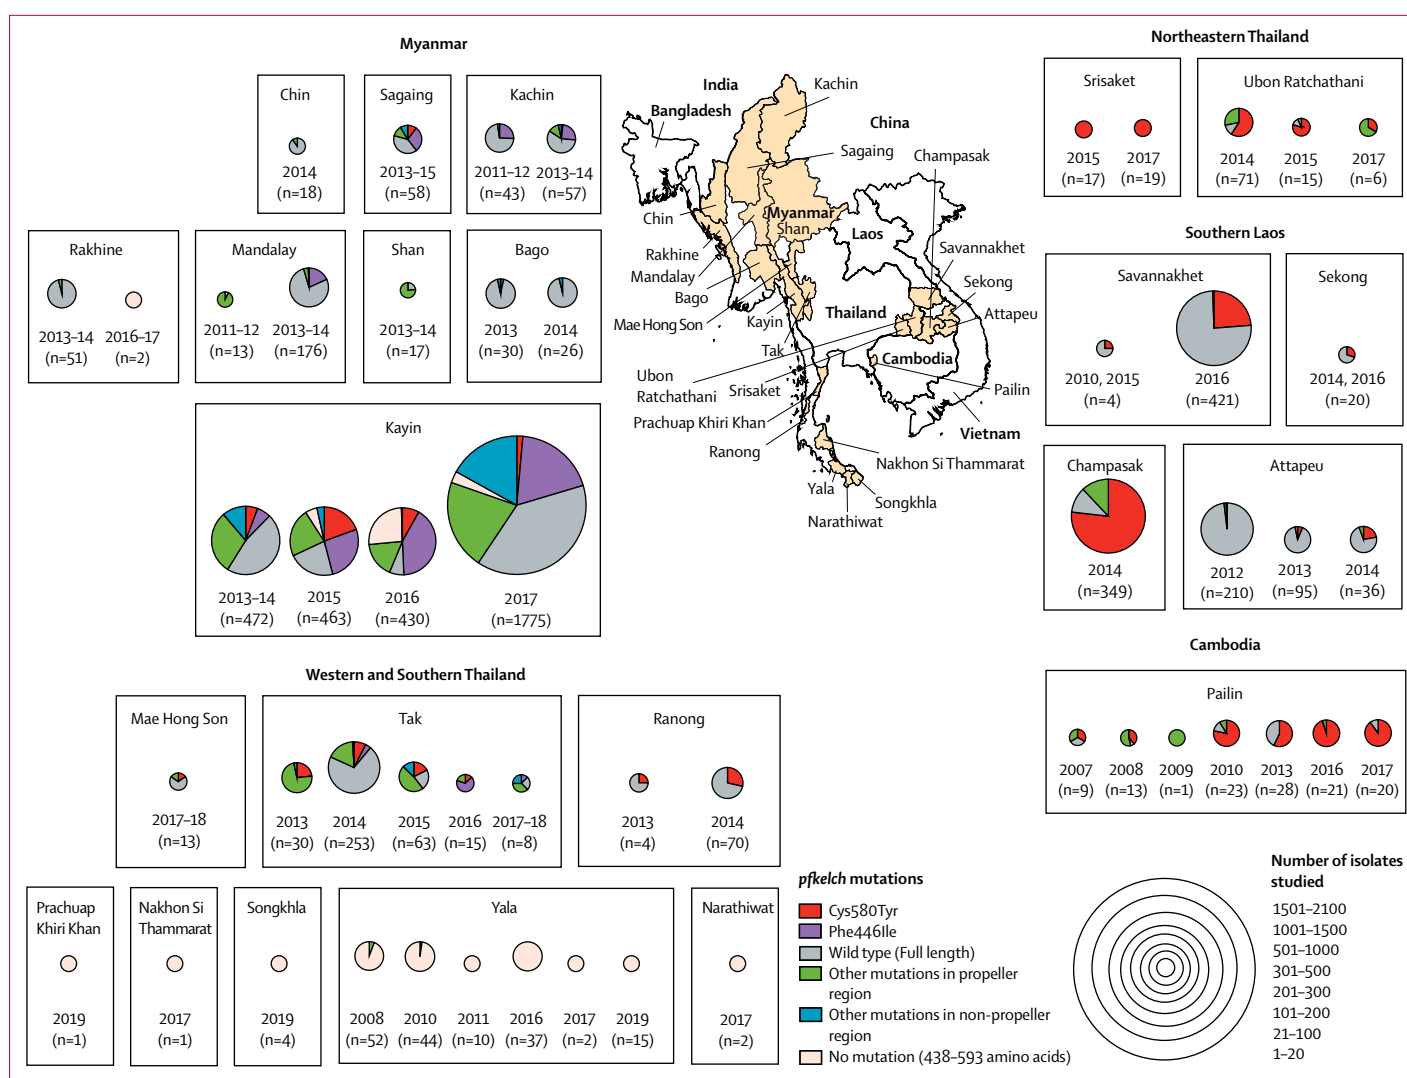 Myanmar
Chin
2014
(n=18)
Sagaing
2013–15
(n=58)
Kachin
2011–12
(n=43)
2013–14
(n=57)
Rakhine
2013–14
(n=51)
2016–17
(n=2)
Mandalay
2011–12
(n=13)
2013–14
(n=176)
Shan
2013–14
(n=17)
Bago
2013
(n=30)
2014
(n=26)
Kayin
2013–14
(n=472)
2015
(n=463)
2016
(n=430)
2017
(n=1775)
India
Bangladesh
Kachin
China
Sagaing
Champasak
Chin
Myanmar
Shan
Laos
Rakhine
Mandalay
Bago
Mae Hong Son
Kayin
Tak
Thailand
Savannakhet
Sekong
Attapeu
Cambodia
Ubon
Ratchathani
Srisaket
Pailin
Prachuap Khiri Khan
Ranong
Vietnam
Nakhon Si Thammarat
Yala
Songkhla
Narathiwat
Northeastern Thailand
Srisaket
2015
(n=17)
2017
(n=19)
Ubon Ratchathani
2014
(n=71)
2015
(n=15)
2017
(n=6)
Southern Laos
Savannakhet
2010, 2015
(n=4)
2016
(n=421)
Sekong
2014, 2016
(n=20)
Champasak
2014
(n=349)
Attapeu
2012
(n=210)
2013
(n=95)
2014
(n=36)
Cambodia
Pailin
2007
(n=9)
2008
(n=13)
2009
(n=1)
2010
(n=23)
2013
(n=28)
2016
(n=21)
2017
(n=20)
Western and Southern Thailand
Mae Hong Son
2017–18
(n=13)
Tak
2013
(n=30)
2014
(n=253)
2015
(n=63)
2016
(n=15)
2017–18
(n=8)
Ranong
2013
(n=4)
2014
(n=70)
Prachuap
Khiri Khan
2019
(n=1)
Nakhon Si
Thammarat
2017
(n=1)
Songkhla
2019
(n=4)
Yala
2008
(n=52)
2010
(n=44)
2011
(n=10)
2016
(n=37)
2017
(n=2)
2019
(n=15)
Narathiwat
2017
(n=2)
pfkelch mutations
Cys580Tyr
Phe446Ile
Wild type (Full length)
Other mutations in propeller
region
Other mutations in non-propeller
region
No mutation (438–593 amino acids)
Number of isolates
studied
1501–2100
1001–1500
501–1000
301–500
201–300
101–200
21–100
1–20